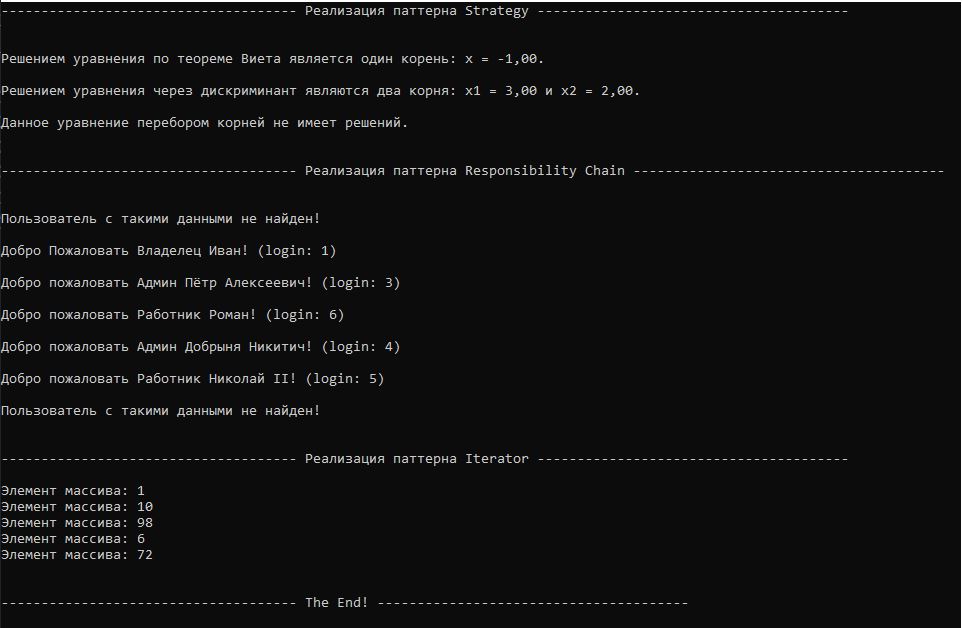 ------------------------------------- Реализация паттерна Strategy ---------------------------------------
Решением уравнения по теореме Виета является один корень: x = -1,00.
Решением уравнения через дискриминант являются два корня: x1 = 3,00 и x2 = 2,00.
Данное уравнение перебором корней не имеет решений.
------------------------------------- Реализация паттерна Responsibility Chain ---------------------------------------
Пользователь с такими данными не найден!
Добро Пожаловать Владелец Иван! (login: 1)
Добро пожаловать Админ Пётр Алексеевич! (login: 3)
Добро пожаловать Работник Роман! (login: 6)
Добро пожаловать Админ Добрыня Никитич! (login: 4)
Добро пожаловать Работник Николай II! (login: 5)
Пользователь с такими данными не найден!
------------------------------------- Реализация паттерна Iterator ---------------------------------------
Элемент массива: 1
Элемент массива: 10
Элемент массива: 98
Элемент массива: 6
Элемент массива: 72
------------------------------------- The End! ---------------------------------------